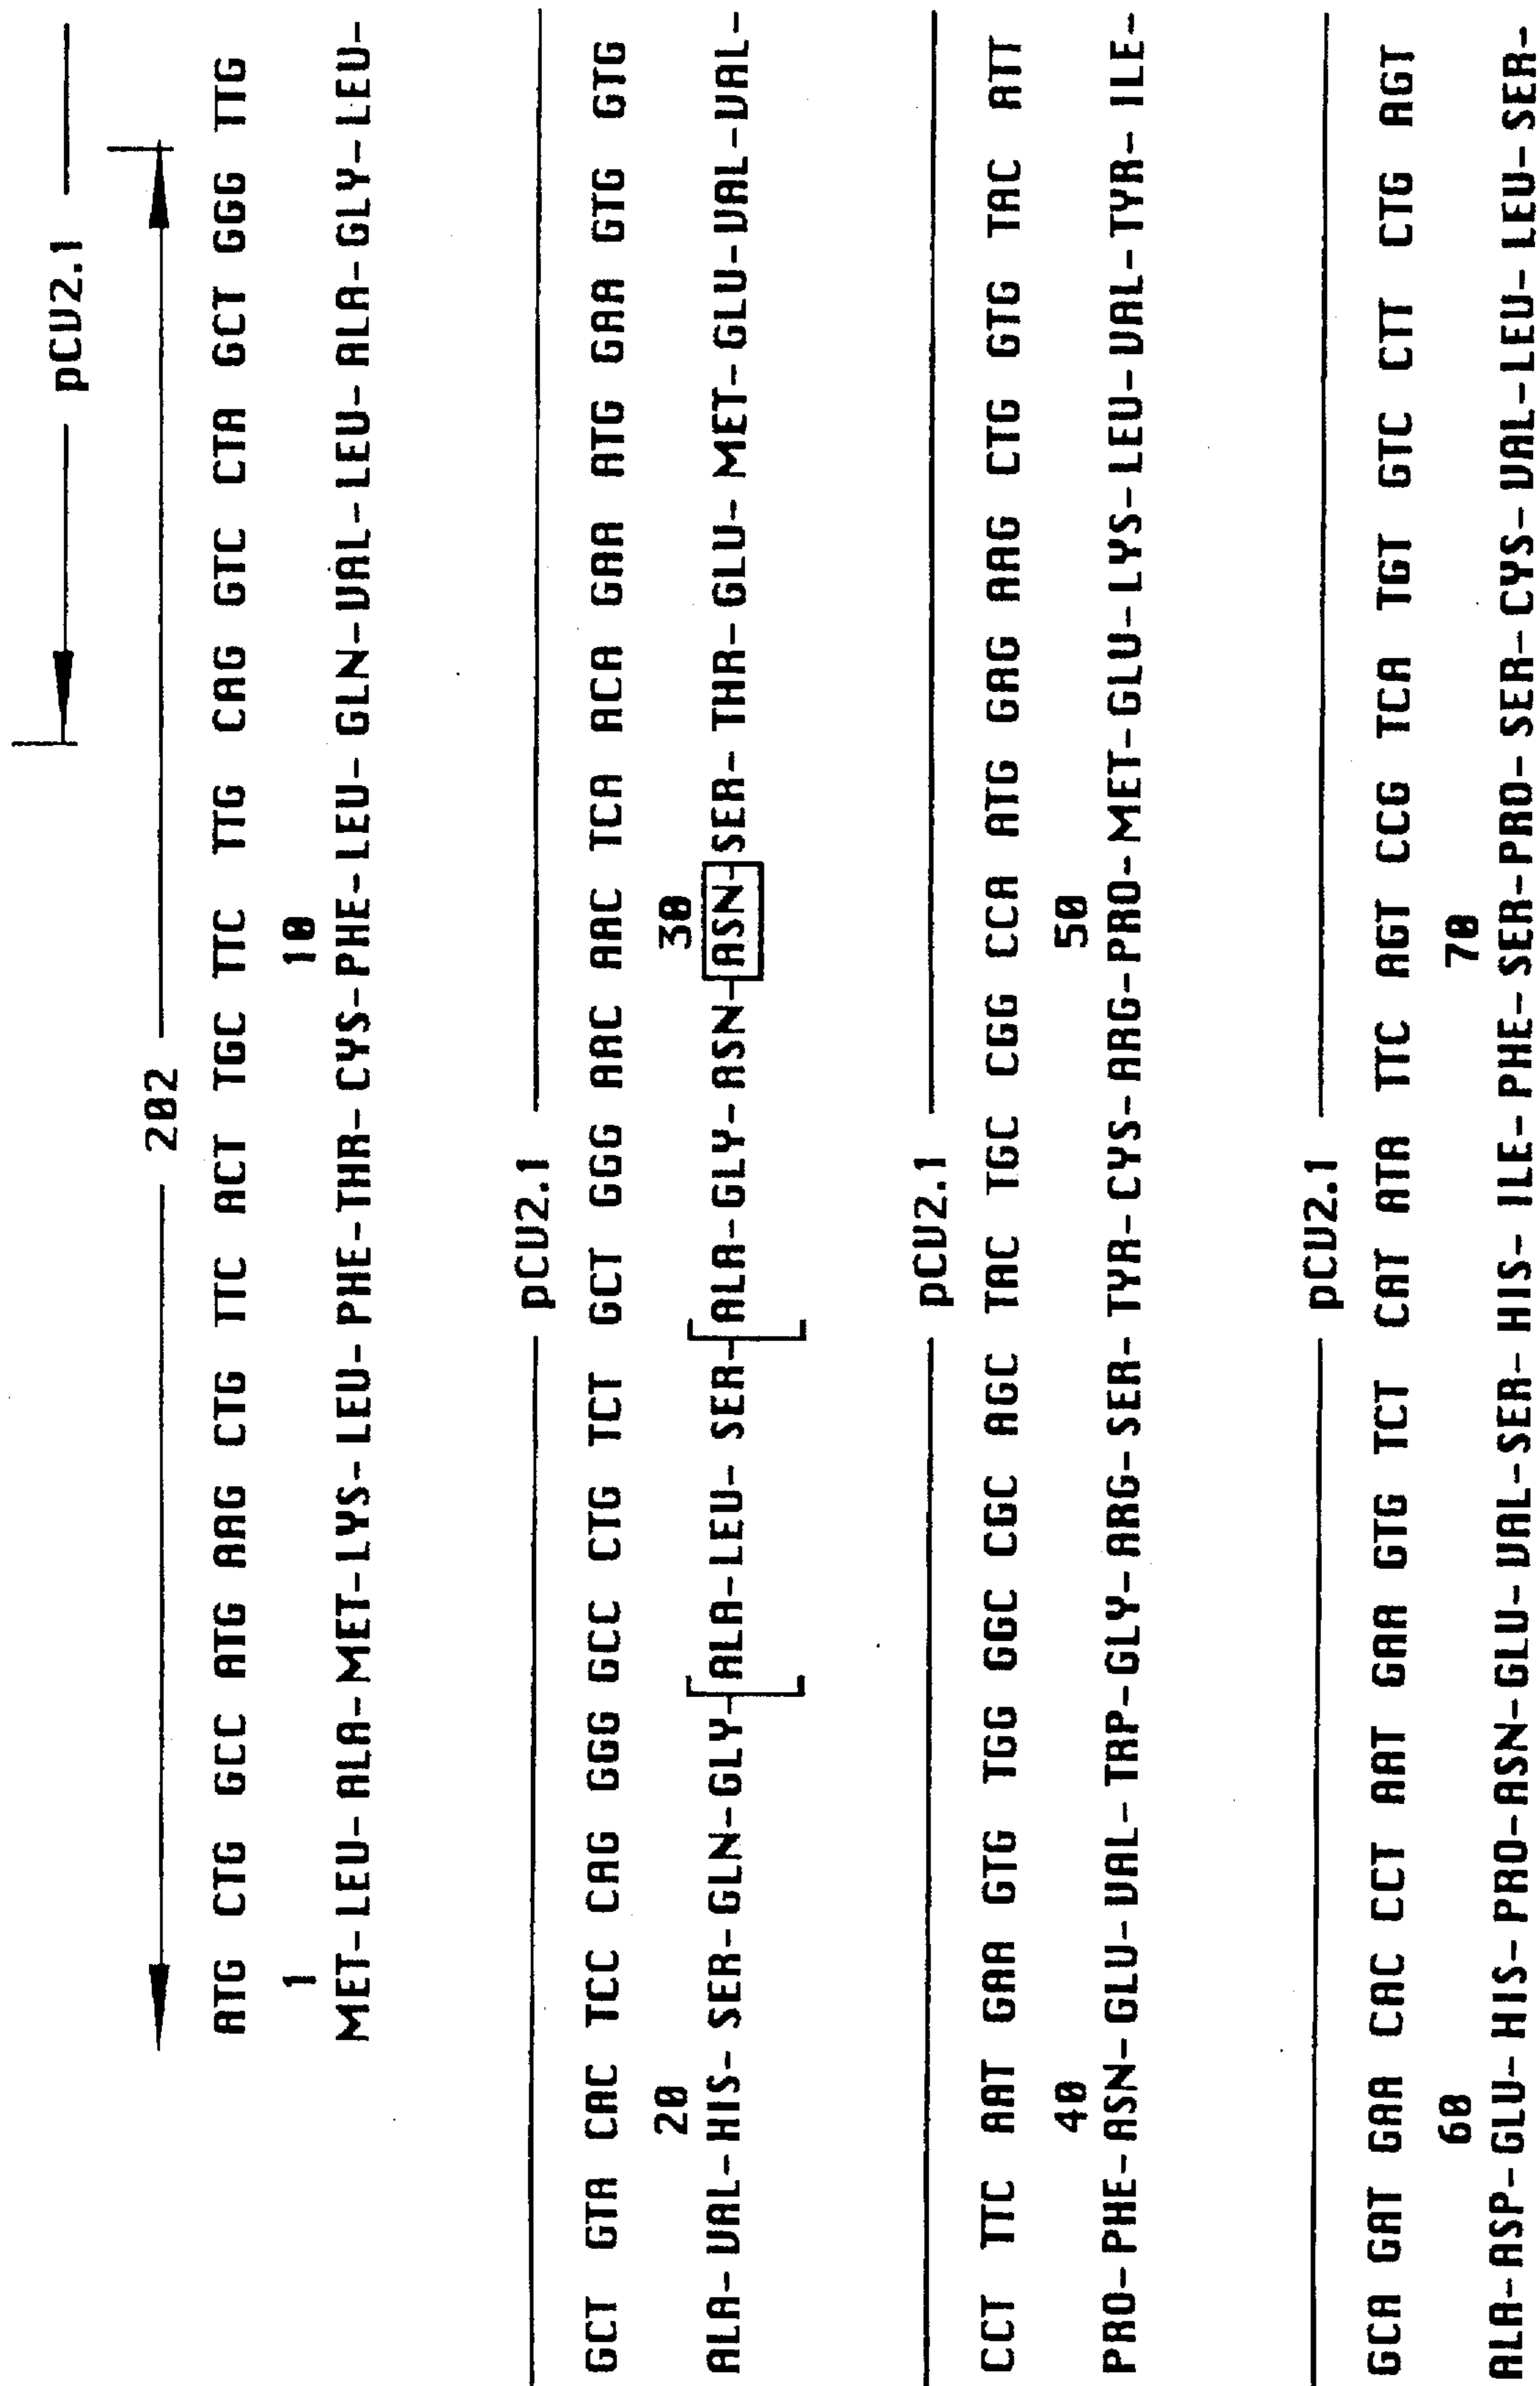 pCV2.1
202
ATG CTG GCC ATG AAG CTG TTC ACT TGC TTC TTG CAG GTC CTA GCT GGG TTG
1 10
MET-LEU-ALA-MET-LYS-LEU-PHE-THR-CYS-PHE-LEU-GLN-VAL-LEU-ALA-GLY-LEU-
pCV2.1
GCT GTA CAC TCC CAG GGG GCC CTG TCT GCT GGG AAC AAC TCA ACA GAA ATG GAA GTG GTG
20 30
ALA-VAL-HIS-SER-GLN-GLY-[ALA-LEU-SER-[ALA-GLY-ASN-ASN-SER-THR-GLU-MET-GLU-VAL-VAL-
pCV2.1
CCT TTC AAT GAA GTG TGG GGC CGC AGC TAC TGC CGG CCA ATG GAG AAG CTG GTG TAC ATT
40 50
PRO-PHE-ASN-GLU-VAL-TRP-GLY-ARG-SER-TYR-CYS-ARG-PRO-MET-GLU-LYS-LEU-VAL-TYR-ILE-
pCV2.1
GCA GAT GAA CAC CCT AAT GAA GTG TCT CAT ATA TTC AGT CCG TCA TGT GTC CTT CTG AGT
60 70
ALA-ASP-GLU-HIS-PRO-ASN-GLU-VAL-SER-HIS-ILE-PHE-SER-PRO-SER-CYS-VAL-LEU-LEU-SER-